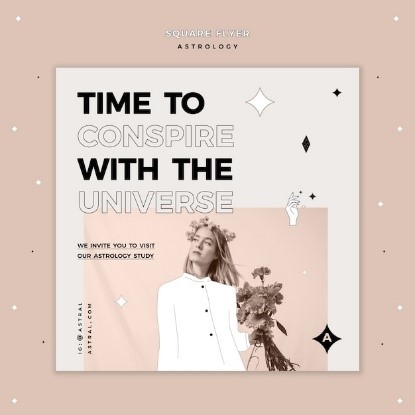 SQUARE FLYER
ASTROLOGY
TIME TO
CONSPIRE
WITH THE
UNIVERSE
WE INVITE YOU TO VISIT
OUR ASTROLOGY STUDY
IG:@ASTRAL
ASTRALL.COM
A